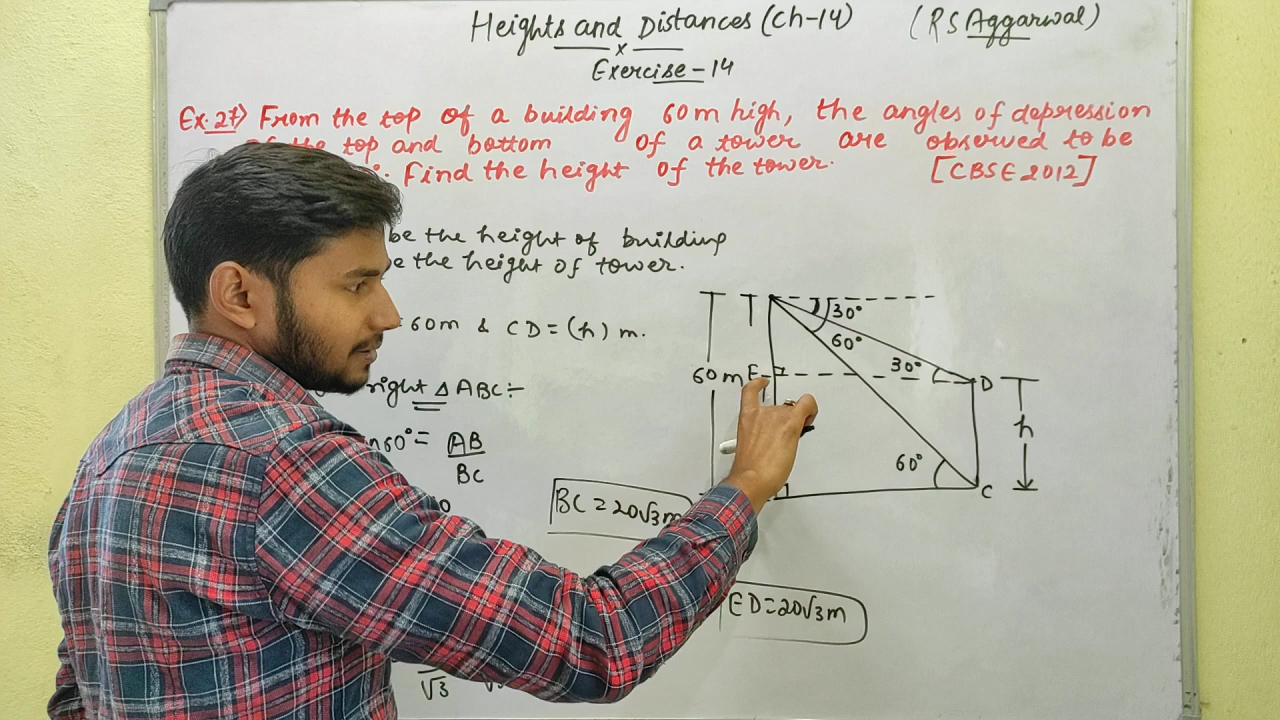 Heights and Distances (Ch-14) (RS Aggarwal)
x
Exercise-14
Ex.27) From the top of a building 60m high, the angles of depression
of the top and bottom of a tower are observed to be
Find the height of the tower. [CBSE 2012]
be the height of building
the height of tower.
= 60m & CD = (h) m.
right Δ ABC:-
60° = AB
BC
BC = 20√3m
ED = 20√3m
√3
30°
60°
30°
60m E D
h
60°
C